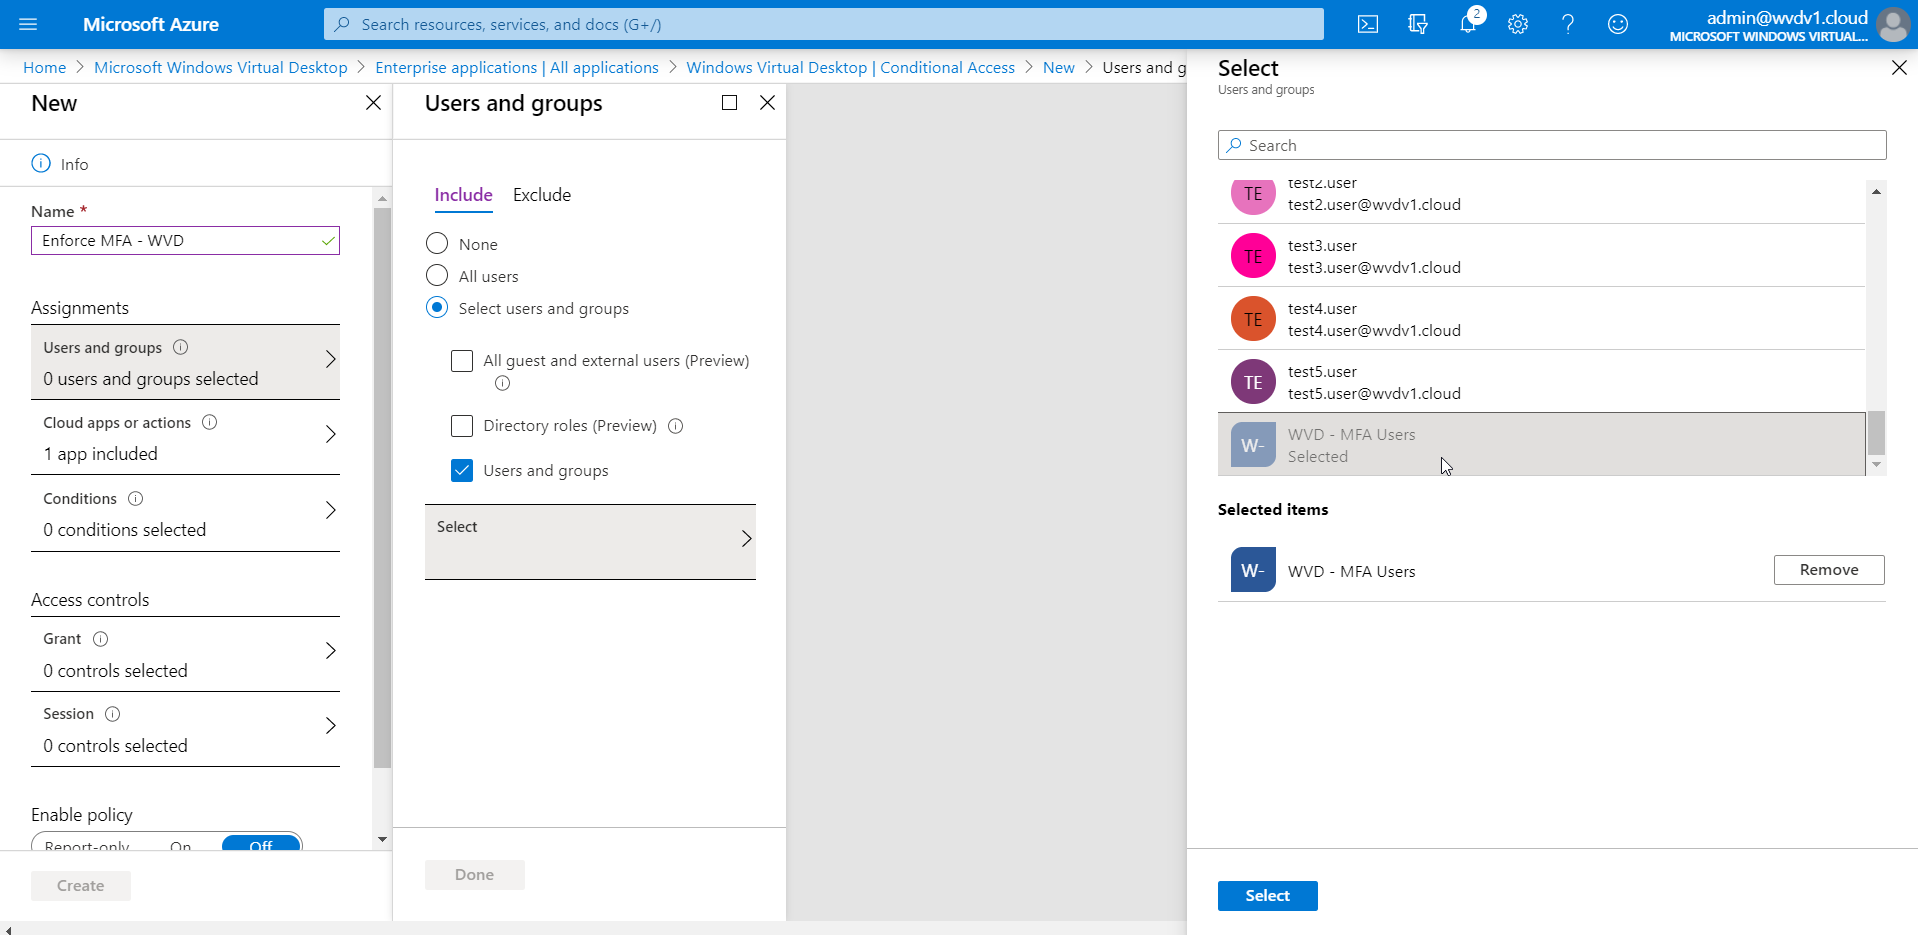 Microsoft Azure
Search resources, services, and docs (G+/)
2
admin@wvdv1.cloud
MICROSOFT WINDOWS VIRTUAL...
Home > Microsoft Windows Virtual Desktop > Enterprise applications | All applications > Windows Virtual Desktop | Conditional Access > New > Users and g
New
Info
Name *
Enforce MFA - WVD
Assignments
Users and groups
0 users and groups selected
Cloud apps or actions
1 app included
Conditions
0 conditions selected
Access controls
Grant
0 controls selected
Session
0 controls selected
Enable policy
Report-only On Off
Create
Users and groups
Include Exclude
None
All users
Select users and groups
All guest and external users (Preview)
Directory roles (Preview)
Users and groups
Select
Done
Select
Users and groups
Search
TE
test2.user
test2.user@wvdv1.cloud
TE
test3.user
test3.user@wvdv1.cloud
TE
test4.user
test4.user@wvdv1.cloud
TE
test5.user
test5.user@wvdv1.cloud
W-
WVD - MFA Users
Selected
Selected items
W-
WVD - MFA Users
Remove
Select